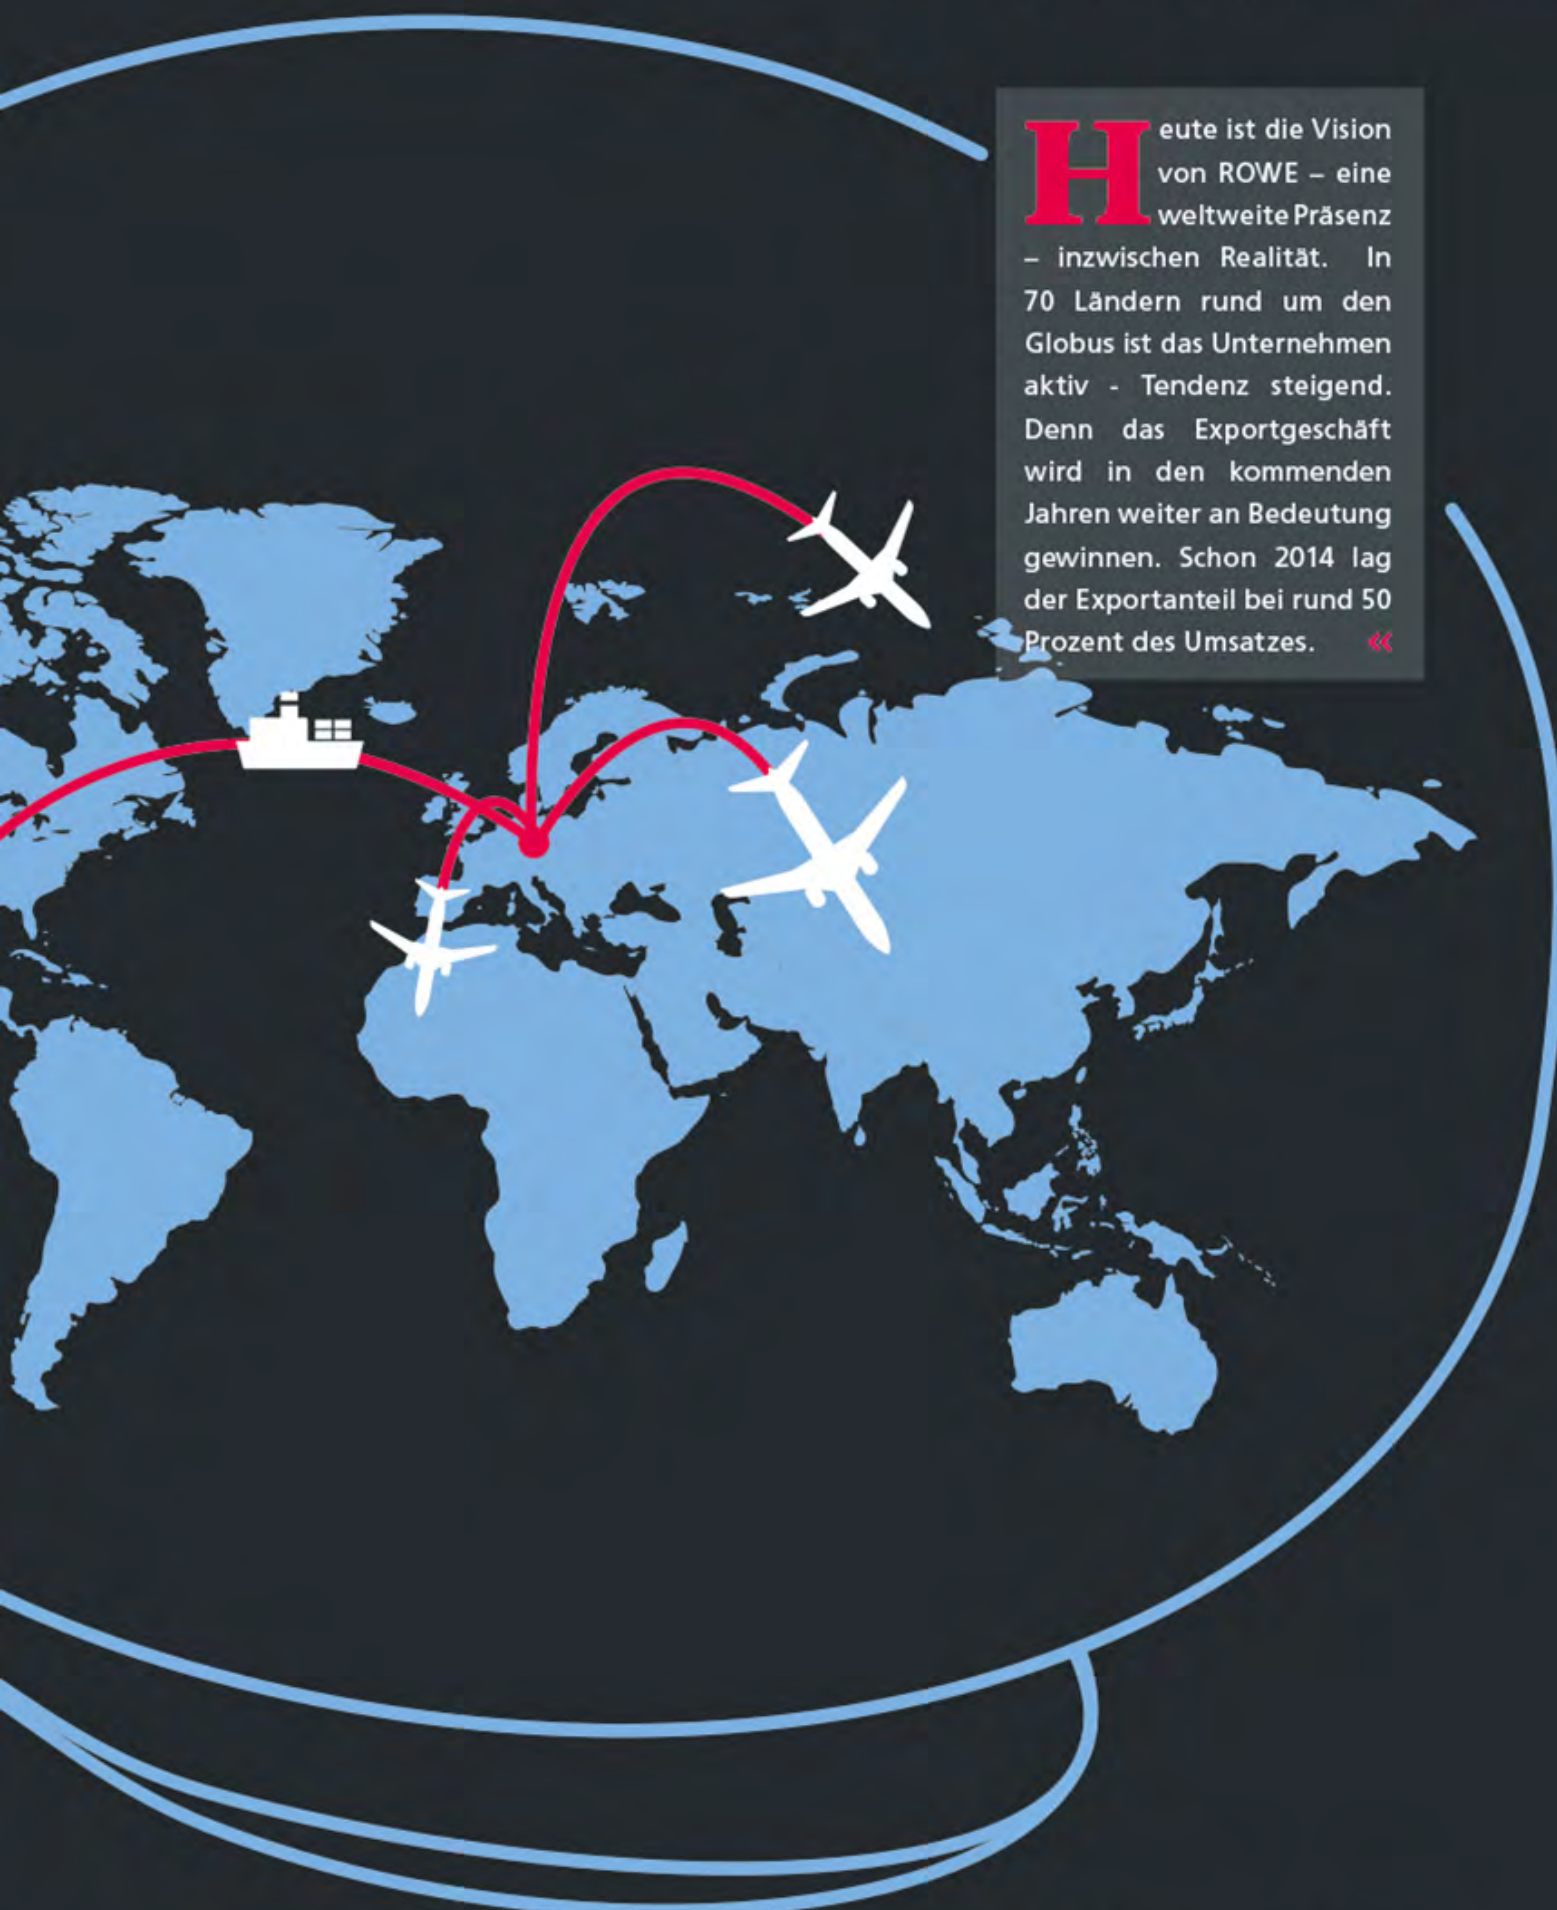 Heute ist die Vision
von ROWE – eine
weltweite Präsenz
– inzwischen Realität. In
70 Ländern rund um den
Globus ist das Unternehmen
aktiv - Tendenz steigend.
Denn das Exportgeschäft
wird in den kommenden
Jahren weiter an Bedeutung
gewinnen. Schon 2014 lag
der Exportanteil bei rund 50
Prozent des Umsatzes. «